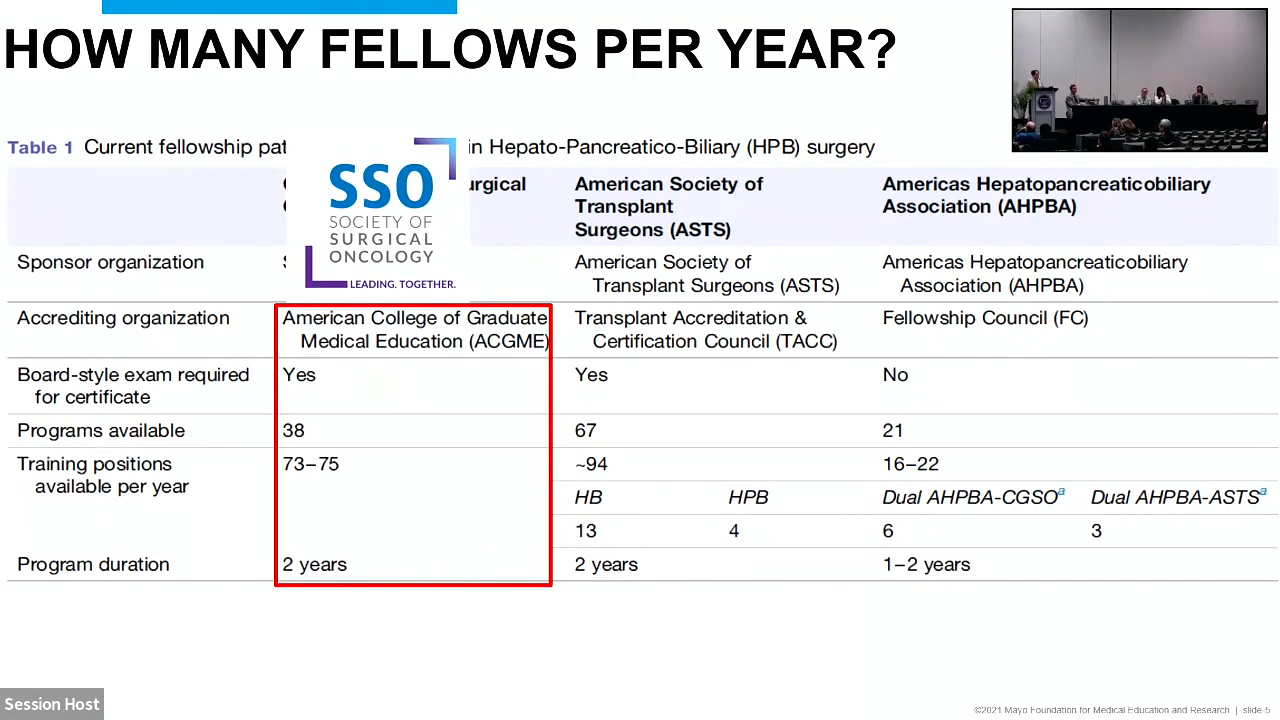 HOW MANY FELLOWS PER YEAR?
Table 1 Current fellowship pat in Hepato-Pancreatico-Biliary (HPB) surgery
SSO
SOCIETY OF
SURGICAL
ONCOLOGY
LEADING. TOGETHER.
urgical
American Society of
Transplant
Surgeons (ASTS)
Americas Hepatopancreaticobiliary
Association (AHPBA)
Sponsor organization
American Society of
Transplant Surgeons (ASTS)
Americas Hepatopancreaticobiliary
Association (AHPBA)
Accrediting organization
American College of Graduate
Medical Education (ACGME)
Transplant Accreditation &
Certification Council (TACC)
Fellowship Council (FC)
Board-style exam required
for certificate
Yes
Yes
No
Programs available
38
67
21
Training positions
available per year
73–75
~94
16–22
HB
HPB
Dual AHPBA-CGSOa
Dual AHPBA-ASTSa
13
4
6
3
Program duration
2 years
2 years
1–2 years
Session Host
©2021 Mayo Foundation for Medical Education and Research | slide-5